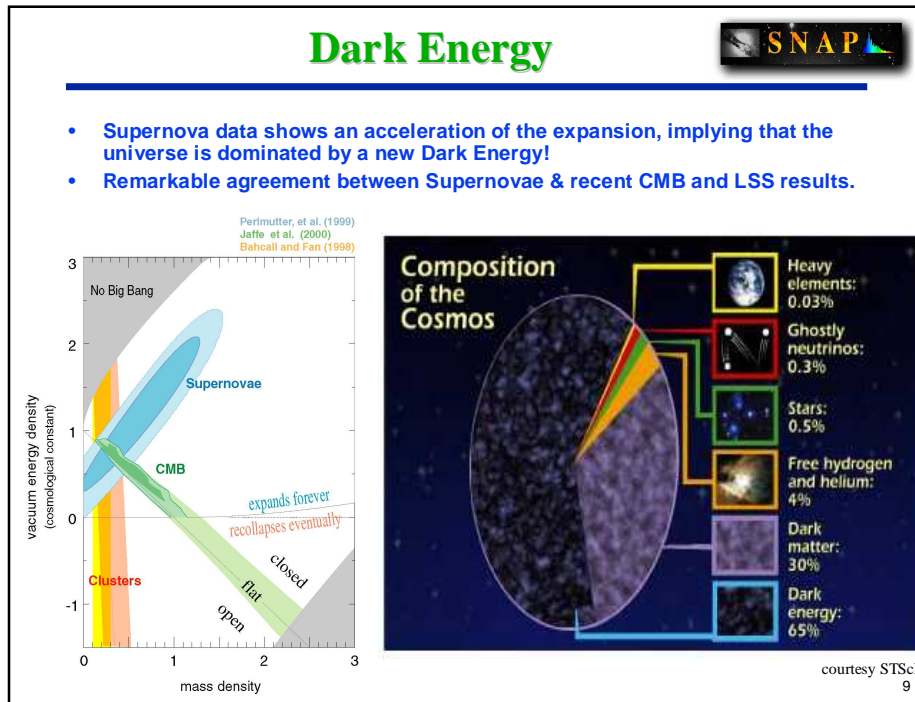 Dark Energy
SNAP
• Supernova data shows an acceleration of the expansion, implying that the
universe is dominated by a new Dark Energy!
• Remarkable agreement between Supernovae & recent CMB and LSS results.
Perlmutter, et al. (1999)
Jaffe et al. (2000)
Bahcall and Fan (1998)
3
No Big Bang
2
Supernovae
1
CMB
expands forever
0
recollapses eventually
Clusters
closed
flat
open
-1
0
1
2
3
mass density
vacuum energy density
(cosmological constant)
Composition
of the
Cosmos
Heavy
elements:
0.03%
Ghostly
neutrinos:
0.3%
Stars:
0.5%
Free hydrogen
and helium:
4%
Dark
matter:
30%
Dark
energy:
65%
courtesy STScI
9